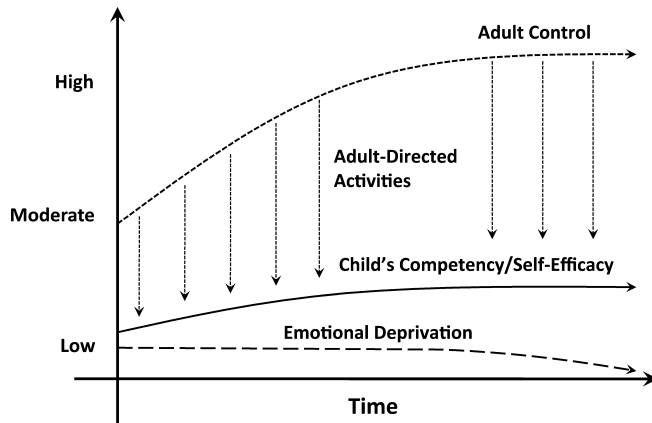 Adult Control
High
Adult-Directed
Activities
Moderate
Child's Competency/Self-Efficacy
Emotional Deprivation
Low
Time